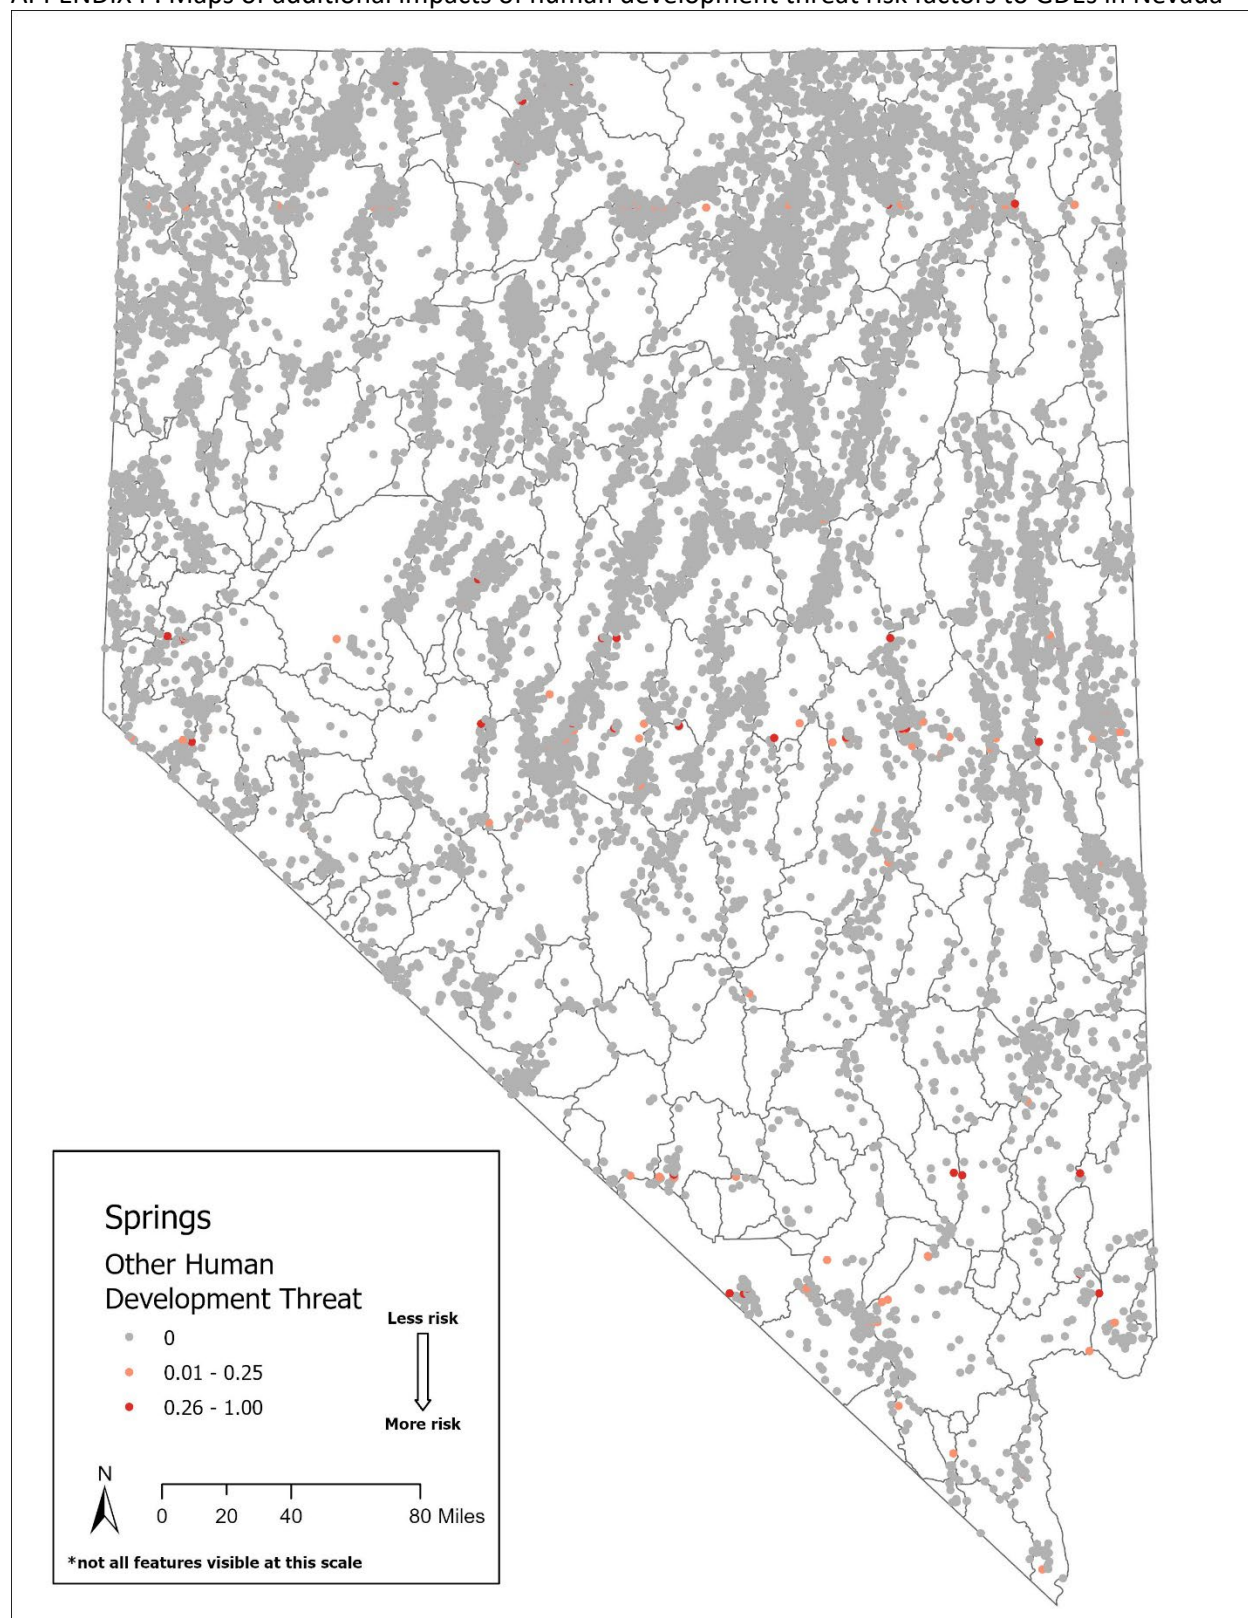 APPENDIX F: Maps of additional impacts of human development threat risk factors to GDEs in Nevada
Springs
Other Human
Development Threat
0
0.01 - 0.25
0.26 - 1.00
Less risk
More risk
N
0 20 40 80 Miles
*not all features visible at this scale